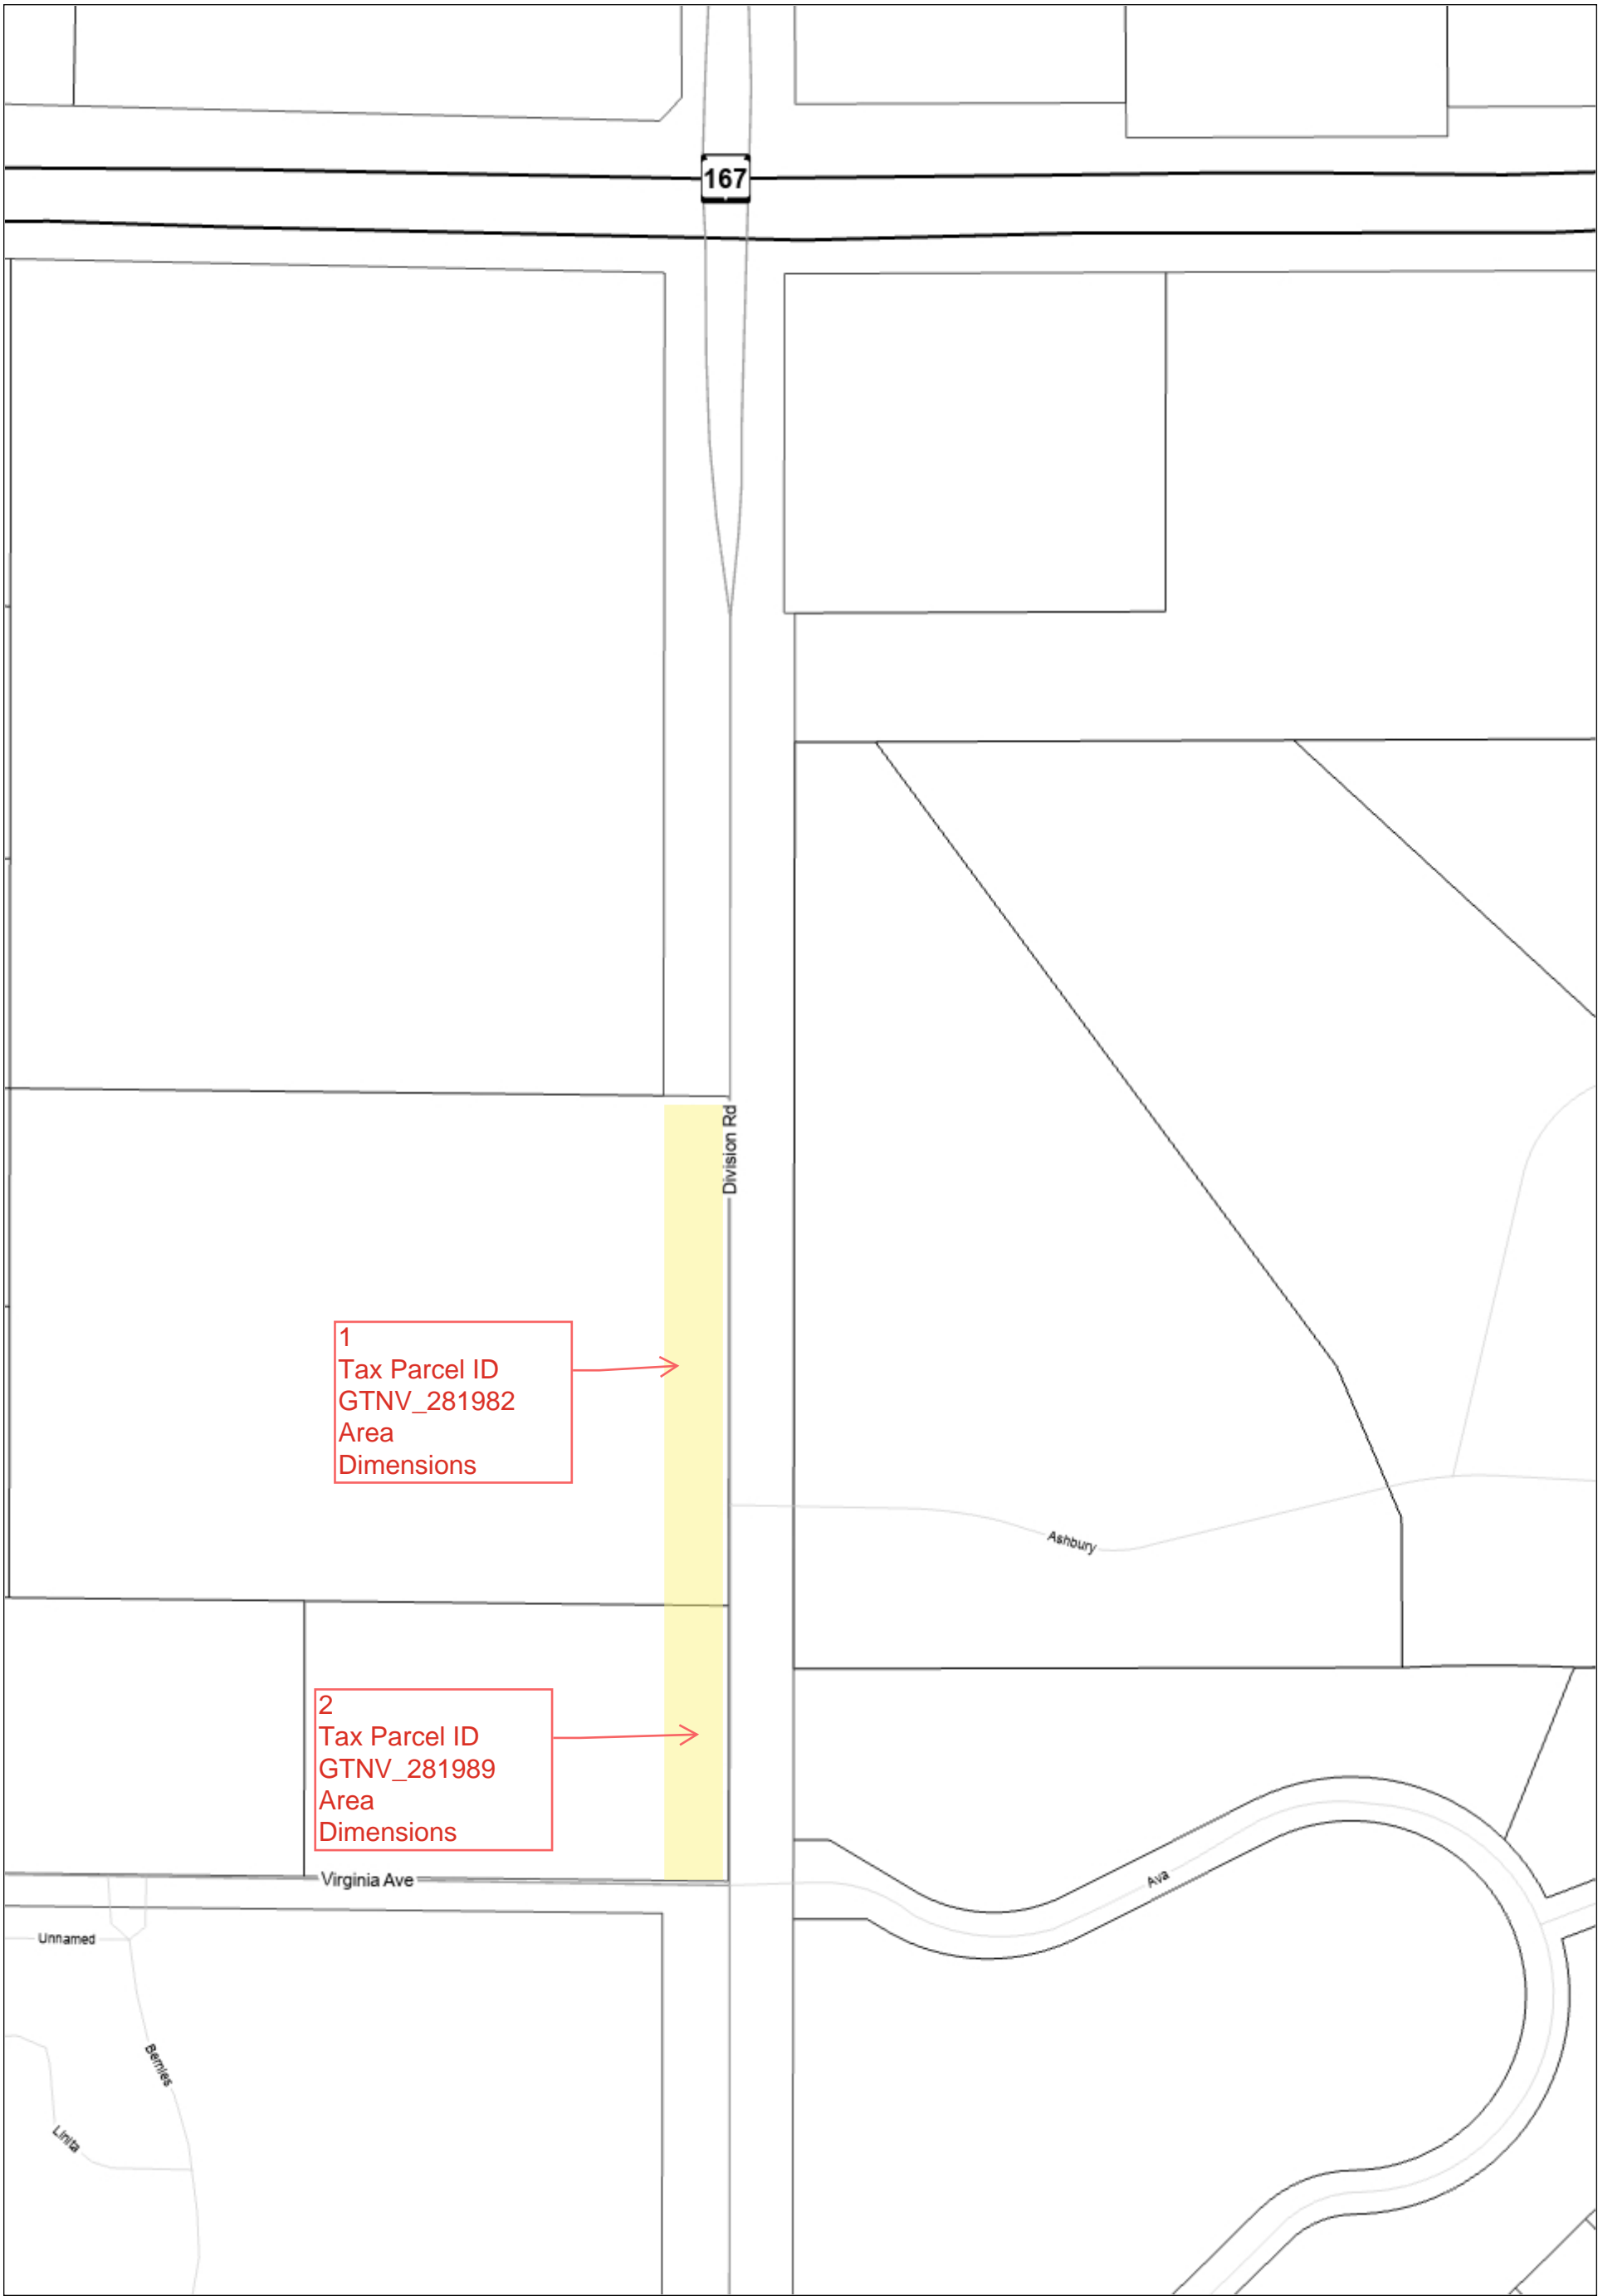 167
Division Rd
1
Tax Parcel ID
GTNV_281982
Area
Dimensions
Ashbury
2
Tax Parcel ID
GTNV_281989
Area
Dimensions
Virginia Ave
Ava
Unnamed
Bernies
Linita